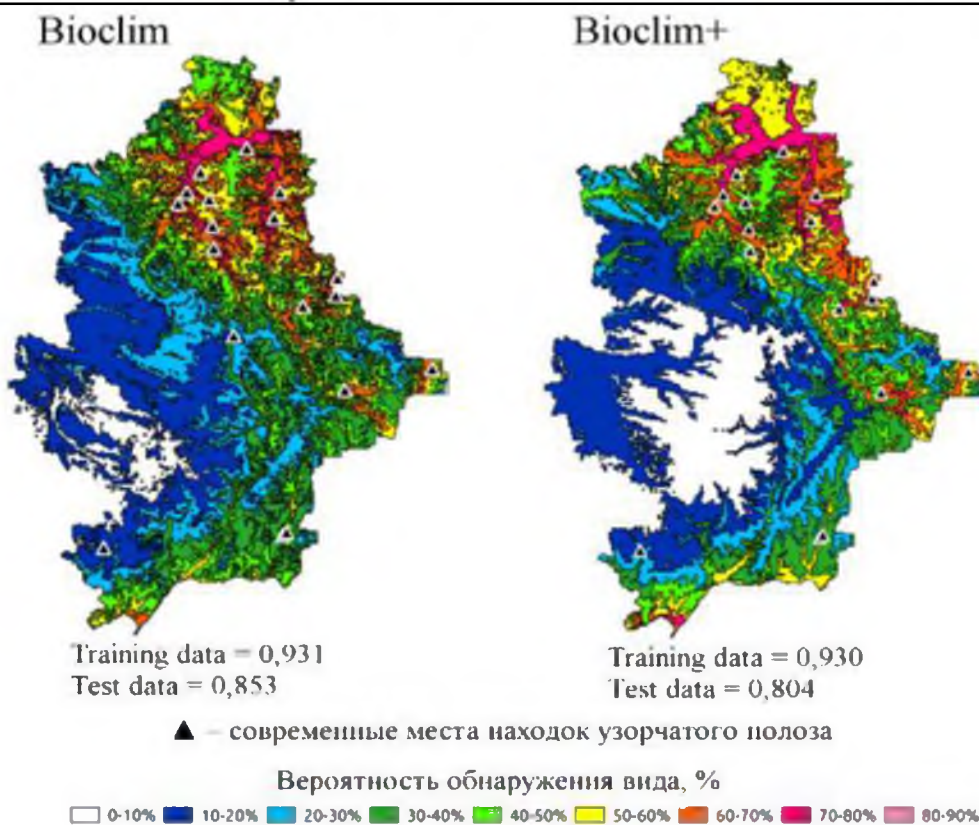 Bioclim
Bioclim+
Training data = 0,931
Test data = 0,853
Training data = 0,930
Test data = 0,804
– современные места находок узорчатого полоза
Вероятность обнаружения вида, %
0-10% 10-20% 20-30% 30-40% 40-50% 50-60% 60-70% 70-80% 80-90%